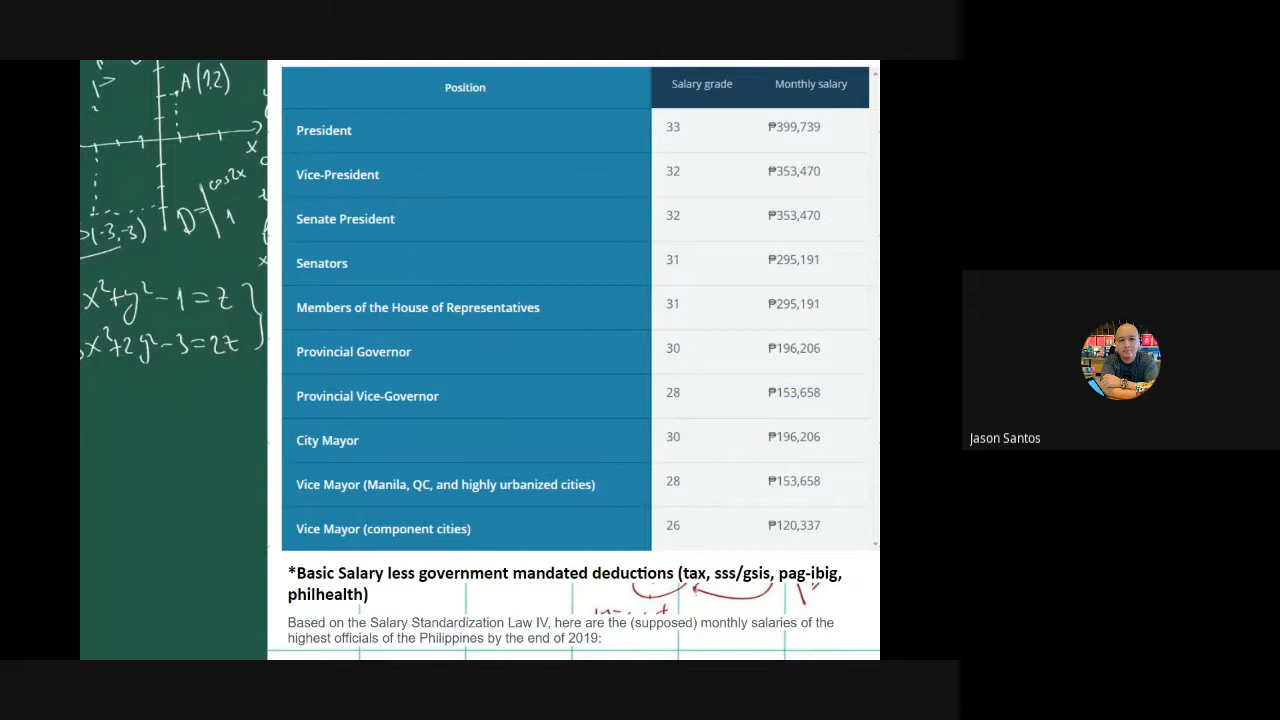 A(1,2)
x
cos2x
D= 1
(-3,-3)
x²+y²-1=z
x³+2y²-3=2z
Position Salary grade Monthly salary
President 33 ₱399,739
Vice-President 32 ₱353,470
Senate President 32 ₱353,470
Senators 31 ₱295,191
Members of the House of Representatives 31 ₱295,191
Provincial Governor 30 ₱196,206
Provincial Vice-Governor 28 ₱153,658
City Mayor 30 ₱196,206
Vice Mayor (Manila, QC, and highly urbanized cities) 28 ₱153,658
Vice Mayor (component cities) 26 ₱120,337
*Basic Salary less government mandated deductions (tax, sss/gsis, pag-ibig,
philhealth)
Based on the Salary Standardization Law IV, here are the (supposed) monthly salaries of the
highest officials of the Philippines by the end of 2019:
Jason Santos